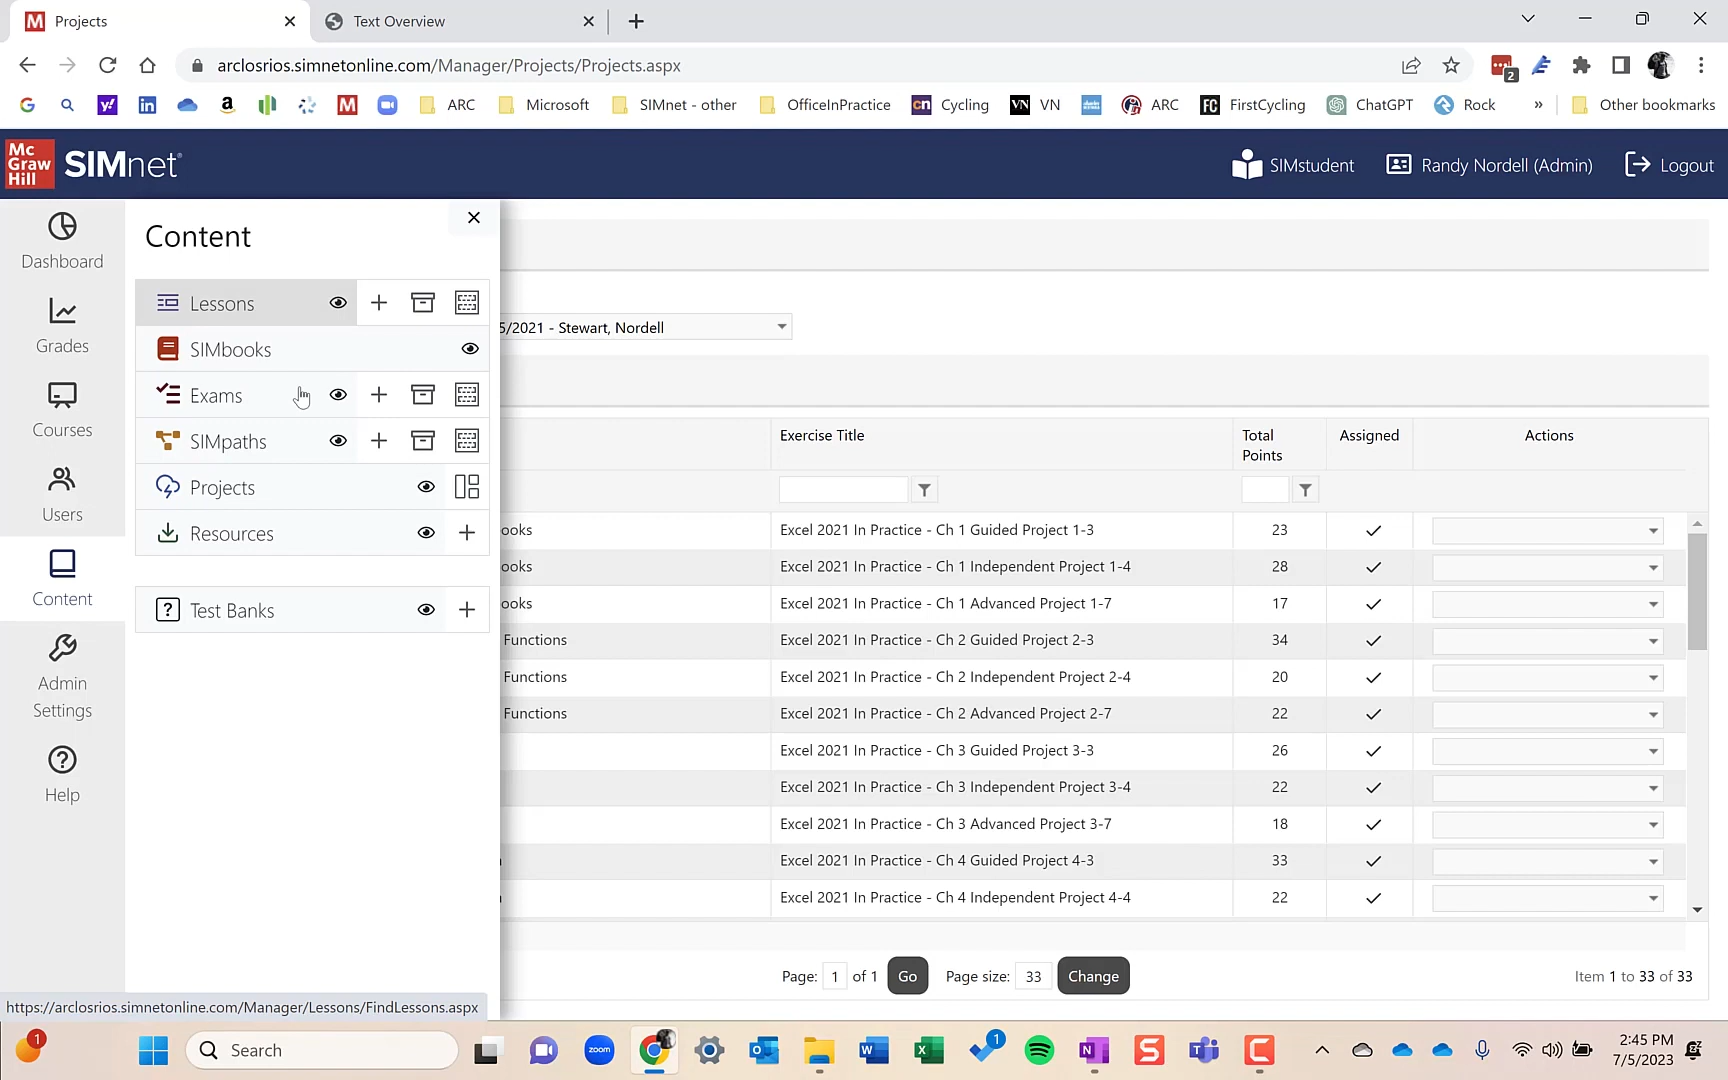 Projects
Text Overview
arclosrios.simnetonline.com/Manager/Projects/Projects.aspx
2
ARC
Microsoft
SIMnet - other
OfficeInPractice
Cycling
VN
ARC
FirstCycling
ChatGPT
Rock
»
Other bookmarks
Mc Graw Hill
SIMnet
SIMstudent
Randy Nordell (Admin)
Logout
Dashboard
Grades
Courses
Users
Content
Admin Settings
Help
Content
Lessons
SIMbooks
Exams
SIMpaths
Projects
Resources
Test Banks
5/2021 - Stewart, Nordell
Exercise Title
Total Points
Assigned
Actions
ooks
Excel 2021 In Practice - Ch 1 Guided Project 1-3
23
ooks
Excel 2021 In Practice - Ch 1 Independent Project 1-4
28
ooks
Excel 2021 In Practice - Ch 1 Advanced Project 1-7
17
Functions
Excel 2021 In Practice - Ch 2 Guided Project 2-3
34
Functions
Excel 2021 In Practice - Ch 2 Independent Project 2-4
20
Functions
Excel 2021 In Practice - Ch 2 Advanced Project 2-7
22
Excel 2021 In Practice - Ch 3 Guided Project 3-3
26
Excel 2021 In Practice - Ch 3 Independent Project 3-4
22
Excel 2021 In Practice - Ch 3 Advanced Project 3-7
18
Excel 2021 In Practice - Ch 4 Guided Project 4-3
33
Excel 2021 In Practice - Ch 4 Independent Project 4-4
22
Page: 1 of 1 Go Page size: 33 Change
Item 1 to 33 of 33
https://arclosrios.simnetonline.com/Manager/Lessons/FindLessons.aspx
1
Search
zoom
1
2:45 PM
7/5/2023